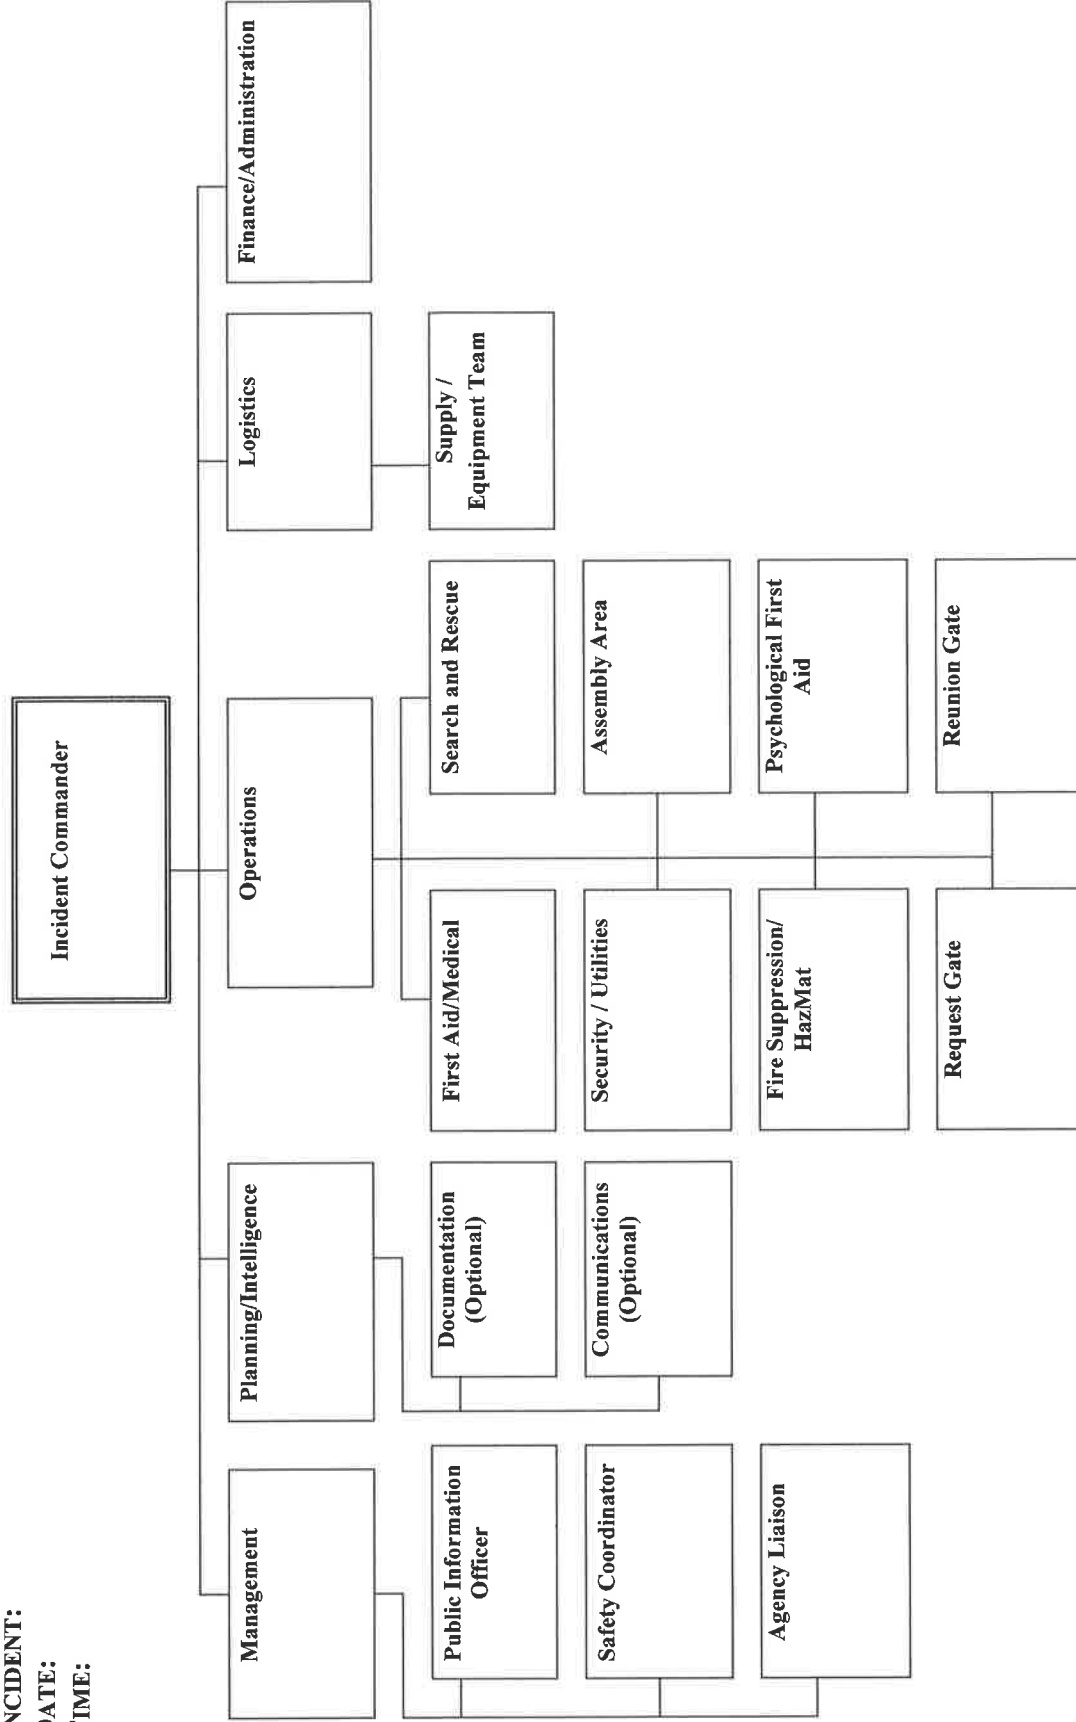 NCIDENT:
DATE:
TIME:
Incident Commander
Management
Planning/Intelligence
Operations
Logistics
Finance/Administration
Public Information
Officer
Documentation
(Optional)
First Aid/Medical
Search and Rescue
Supply /
Equipment Team
Safety Coordinator
Communications
(Optional)
Security / Utilities
Assembly Area
Agency Liaison
Fire Suppression/
HazMat
Psychological First
Aid
Request Gate
Reunion Gate